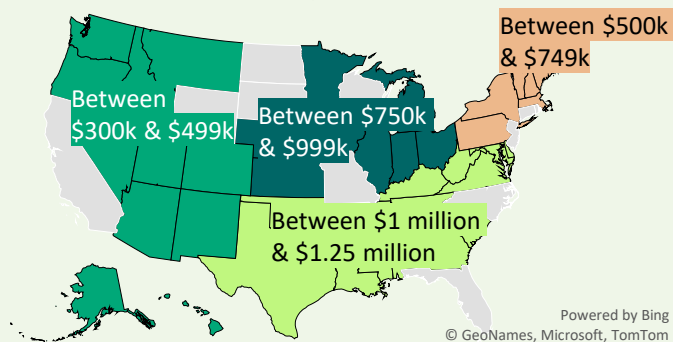 Between $500k
& $749k
Between
$300k & $499k
Between $750k
& $999k
Between $1 million
& $1.25 million
Powered by Bing
© GeoNames, Microsoft, TomTom